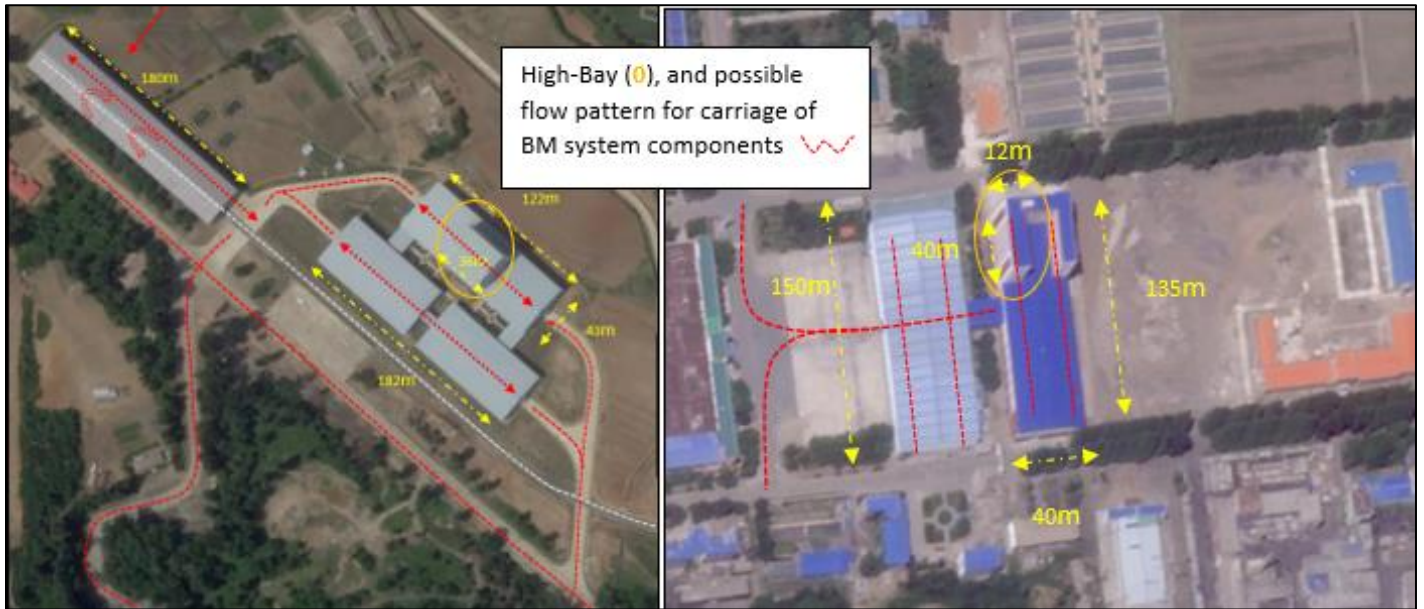 High-Bay (0), and possible
flow pattern for carriage of
BM system components
180m
122m
43m
182m
12m
40m
150m
135m
40m